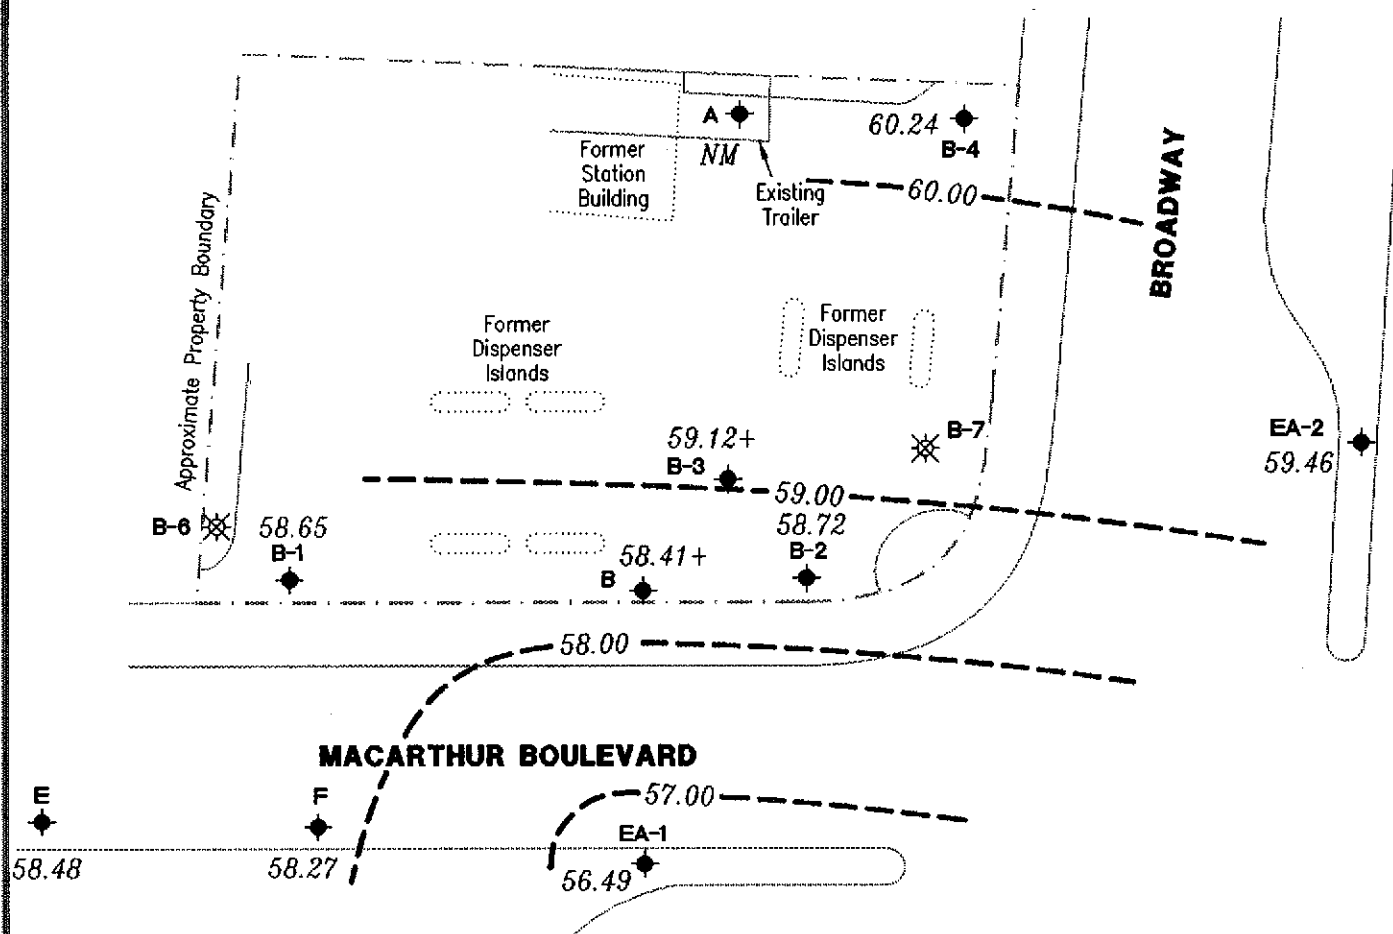 A
NM
60.24
B-4
Former
Station
Building
Existing
Trailer
60.00
BROADWAY
Approximate Property Boundary
Former
Dispenser
Islands
Former
Dispenser
Islands
59.12+
B-3
B-7
EA-2
59.46
59.00
B-6
58.65
B-1
58.72
B-2
58.41+
B
58.00
MACARTHUR BOULEVARD
57.00
E
58.48
F
58.27
EA-1
56.49